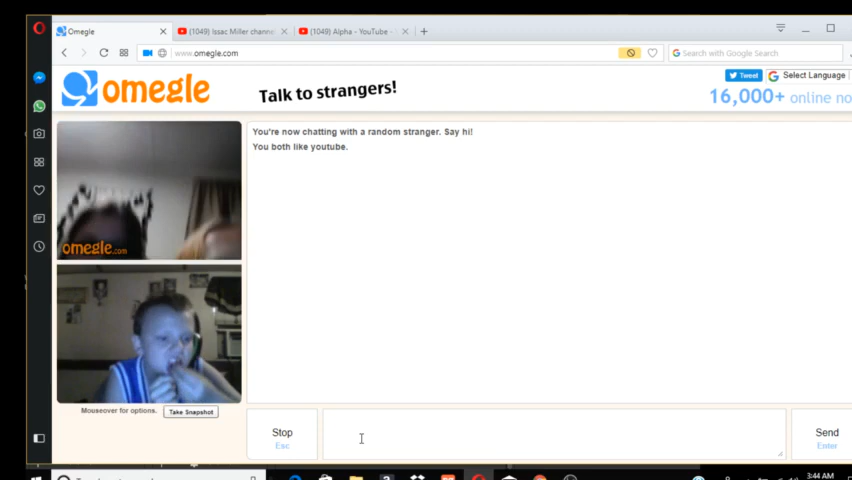 Omegle
(1049) Issac Miller channe
(1049) Alpha - YouTube -
www.omegle.com
Search with Google Search
omegle
Talk to strangers!
Tweet
Select Language
16,000+ online no
You're now chatting with a random stranger. Say hi!
You both like youtube.
omegle.com
Mouseover for options.
Take Snapshot
Stop
Esc
Send
Enter
3:44 AM